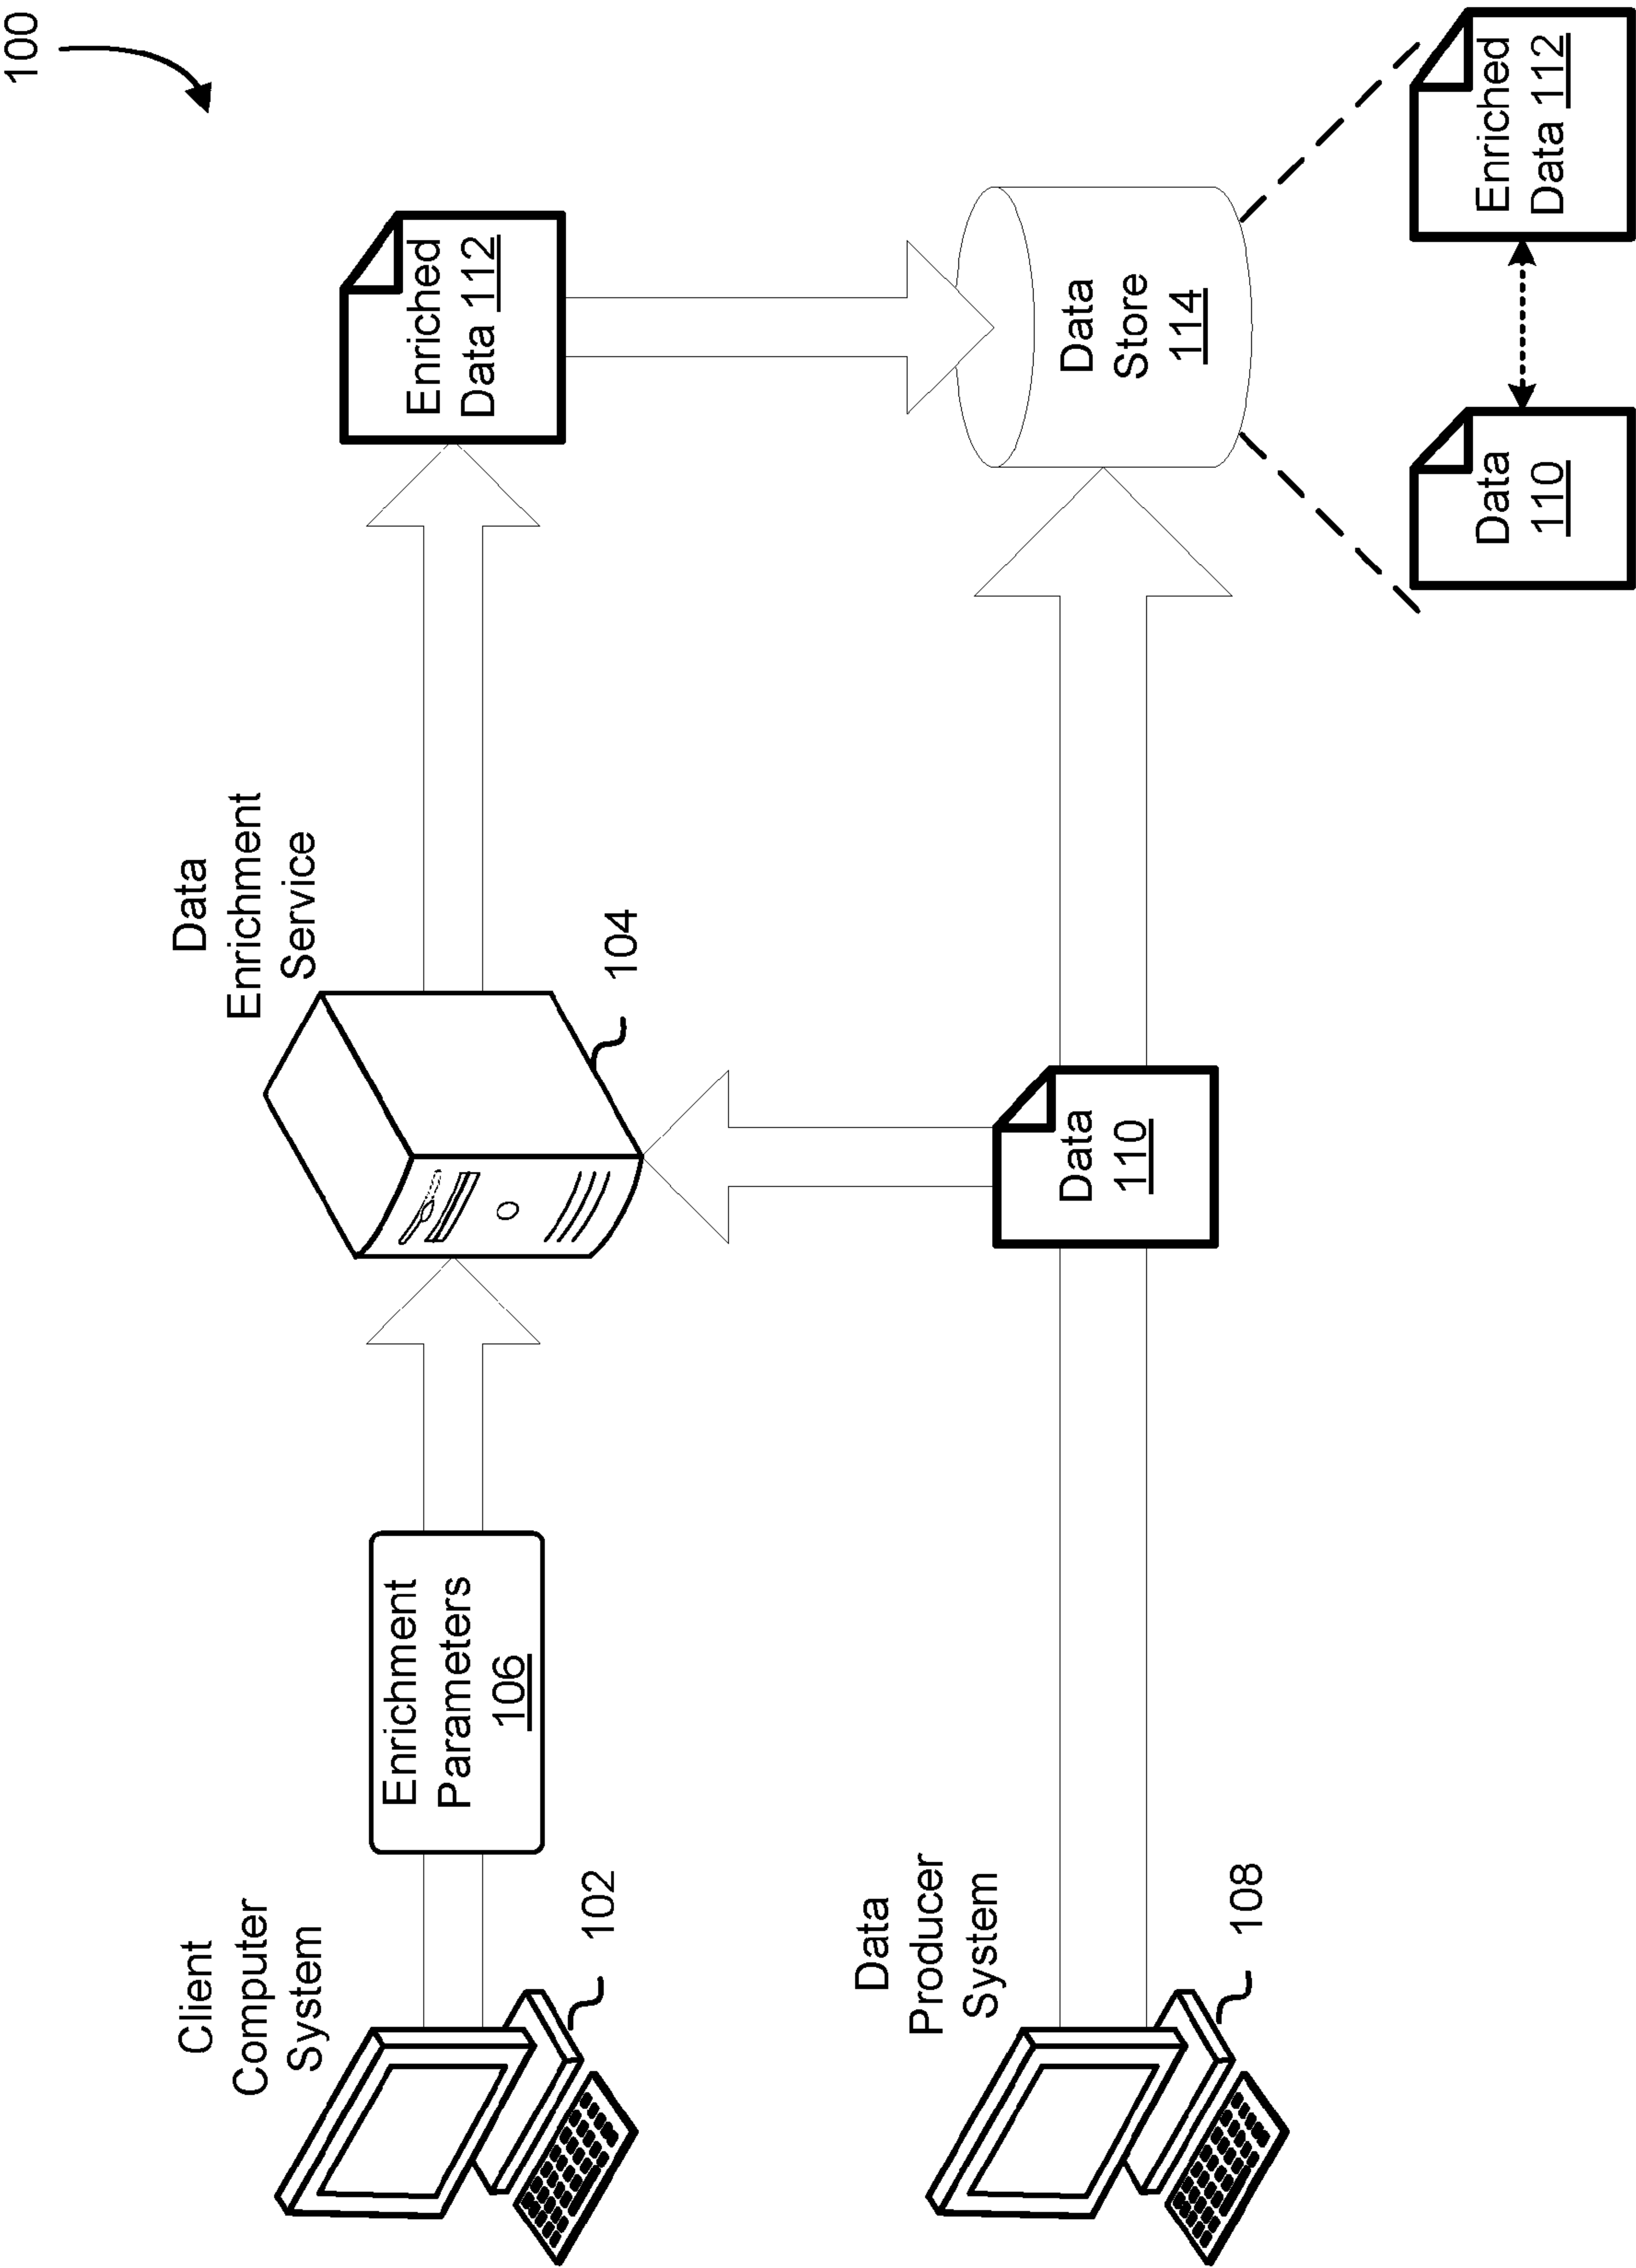 100
Client
Computer
System
102
Enrichment
Parameters
106
Data
Enrichment
Service
104
Enriched
Data 112
Data
Producer
System
108
Data
110
Data
Store
114
Data
110
Enriched
Data 112